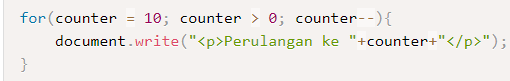 for(counter = 10; counter > 0; counter--){
    document.write("<p>Perulangan ke "+counter+"</p>");
}